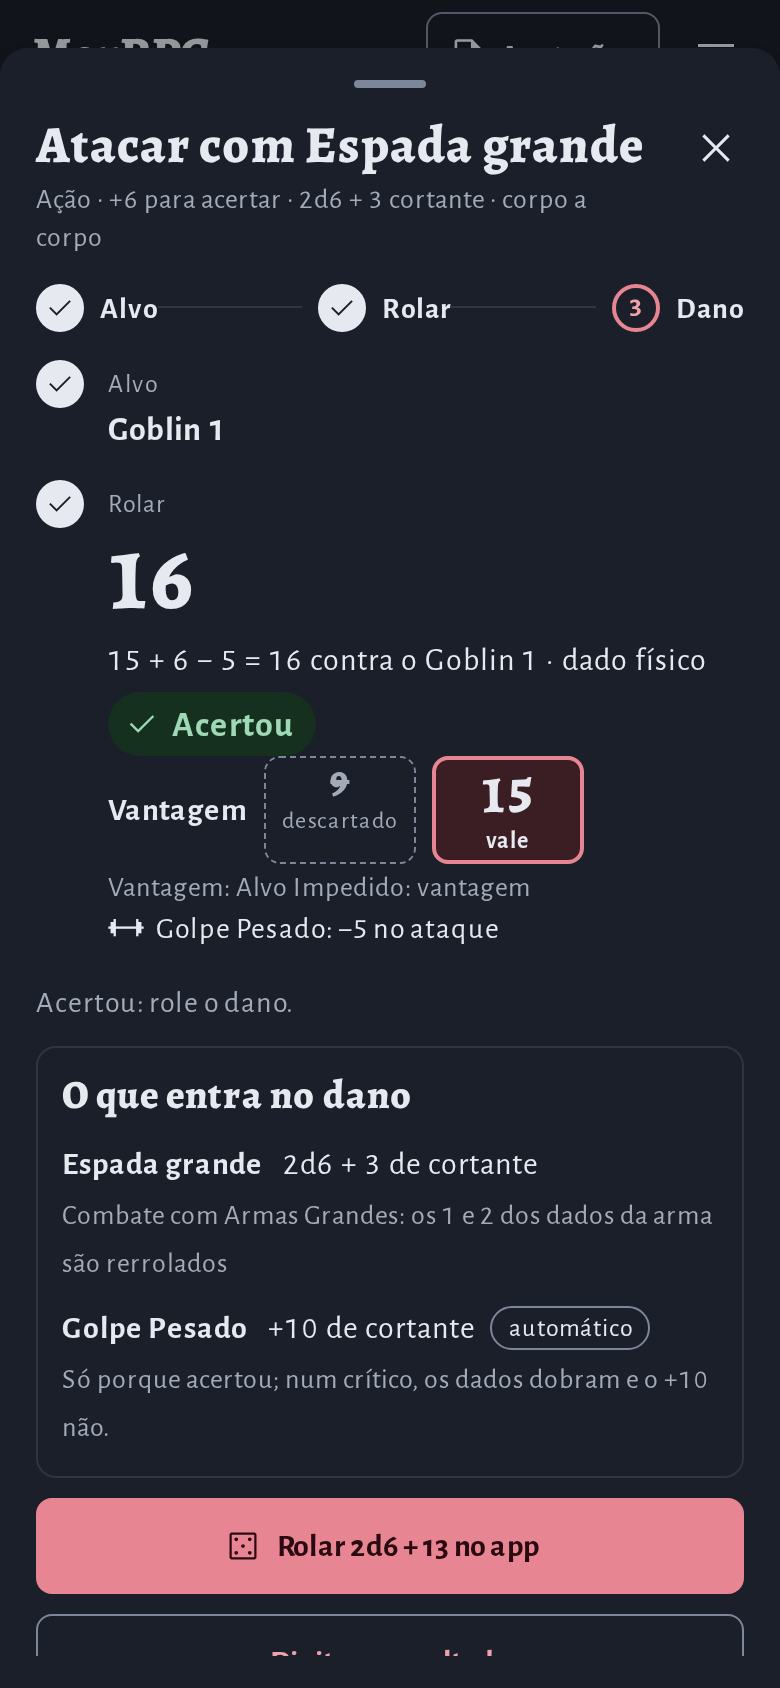 Atacar com Espada grande
Ação · +6 para acertar · 2d6 + 3 cortante · corpo a
corpo
Alvo
Rolar
3 Dano
Alvo
Goblin 1
Rolar
16
15 + 6 − 5 = 16 contra o Goblin 1 · dado físico
Acertou
Vantagem
9
descartado
15
vale
Vantagem: Alvo Impedido: vantagem
Golpe Pesado: −5 no ataque
Acertou: role o dano.
O que entra no dano
Espada grande 2d6 + 3 de cortante
Combate com Armas Grandes: os 1 e 2 dos dados da arma
são rerrolados
Golpe Pesado +10 de cortante automático
Só porque acertou; num crítico, os dados dobram e o +10
não.
Rolar 2d6 + 13 no app